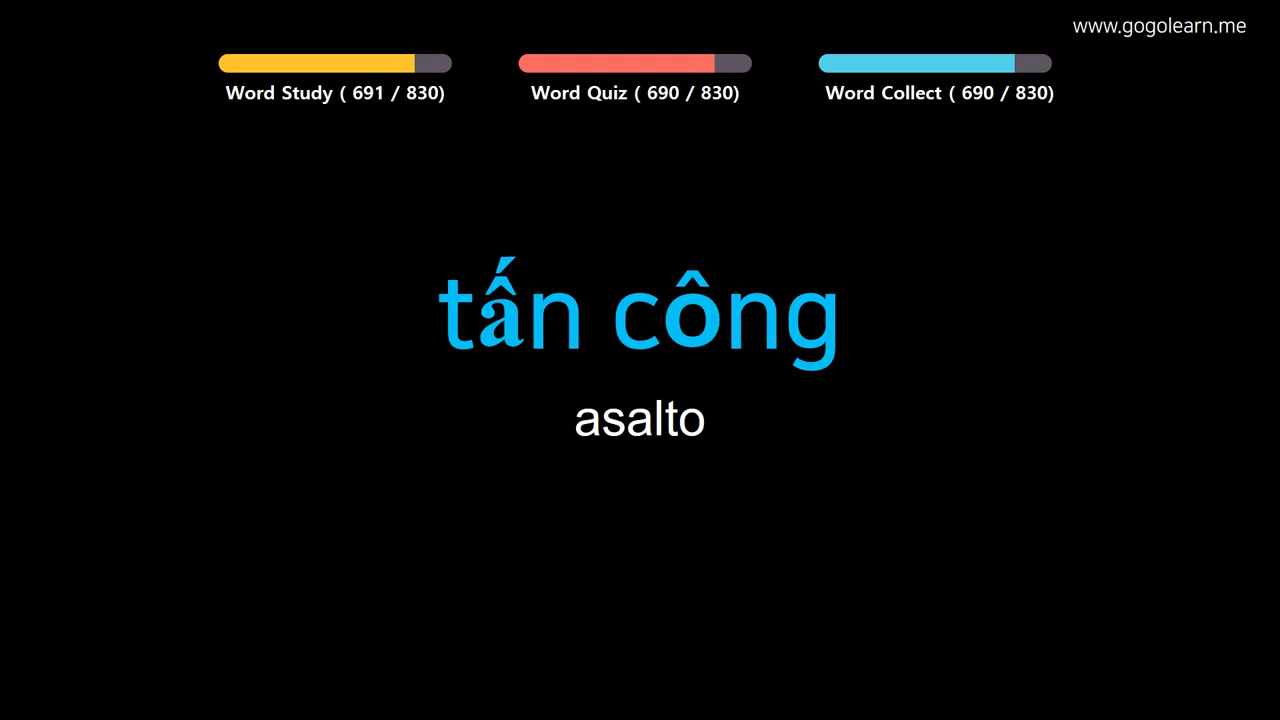 www.gogolearn.me
Word Study ( 691 / 830)
Word Quiz ( 690 / 830)
Word Collect ( 690 / 830)
tấn công
asalto